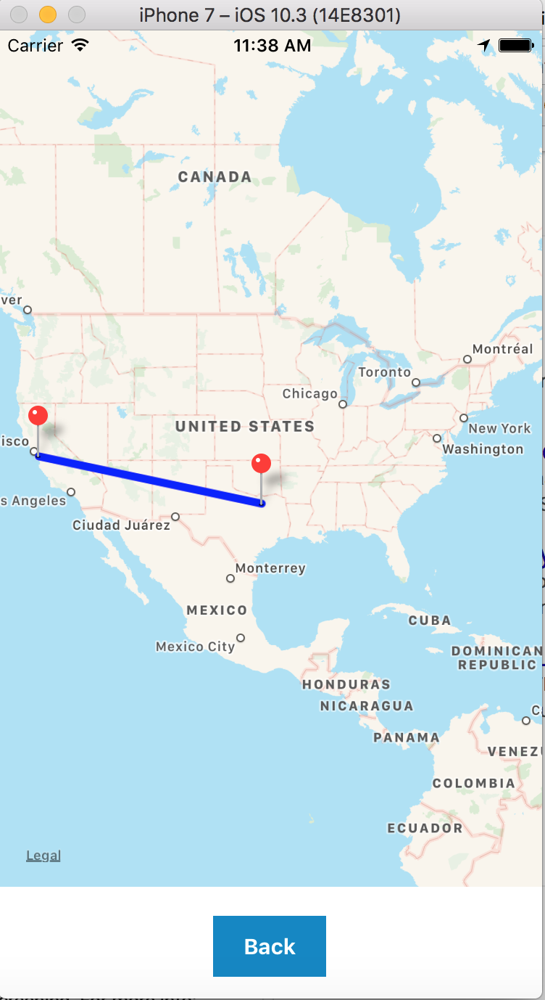 iPhone 7 – iOS 10.3 (14E8301)
Carrier 11:38 AM
CANADA
ver
Montréal
Toronto
Chicago
UNITED STATES
New York
isco
Washington
s Angeles
Ciudad Juárez
Monterrey
MEXICO
CUBA
Mexico City
DOMINICAN
REPUBLIC
HONDURAS
NICARAGUA
PANAMA
VENEZ
COLOMBIA
ECUADOR
Legal
Back